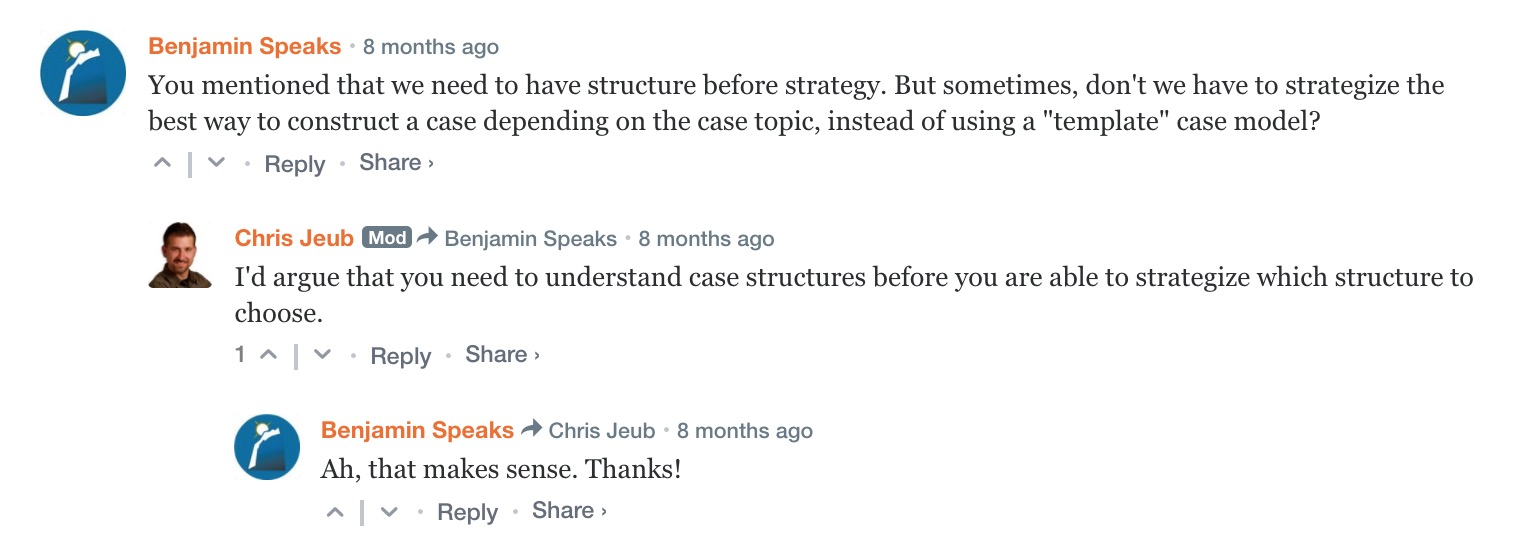 Benjamin Speaks • 8 months ago
You mentioned that we need to have structure before strategy. But sometimes, don't we have to strategize the
best way to construct a case depending on the case topic, instead of using a "template" case model?
• Reply • Share ›
Chris Jeub Mod Benjamin Speaks • 8 months ago
I'd argue that you need to understand case structures before you are able to strategize which structure to
choose.
1 • Reply • Share ›
Benjamin Speaks Chris Jeub • 8 months ago
Ah, that makes sense. Thanks!
• Reply • Share ›